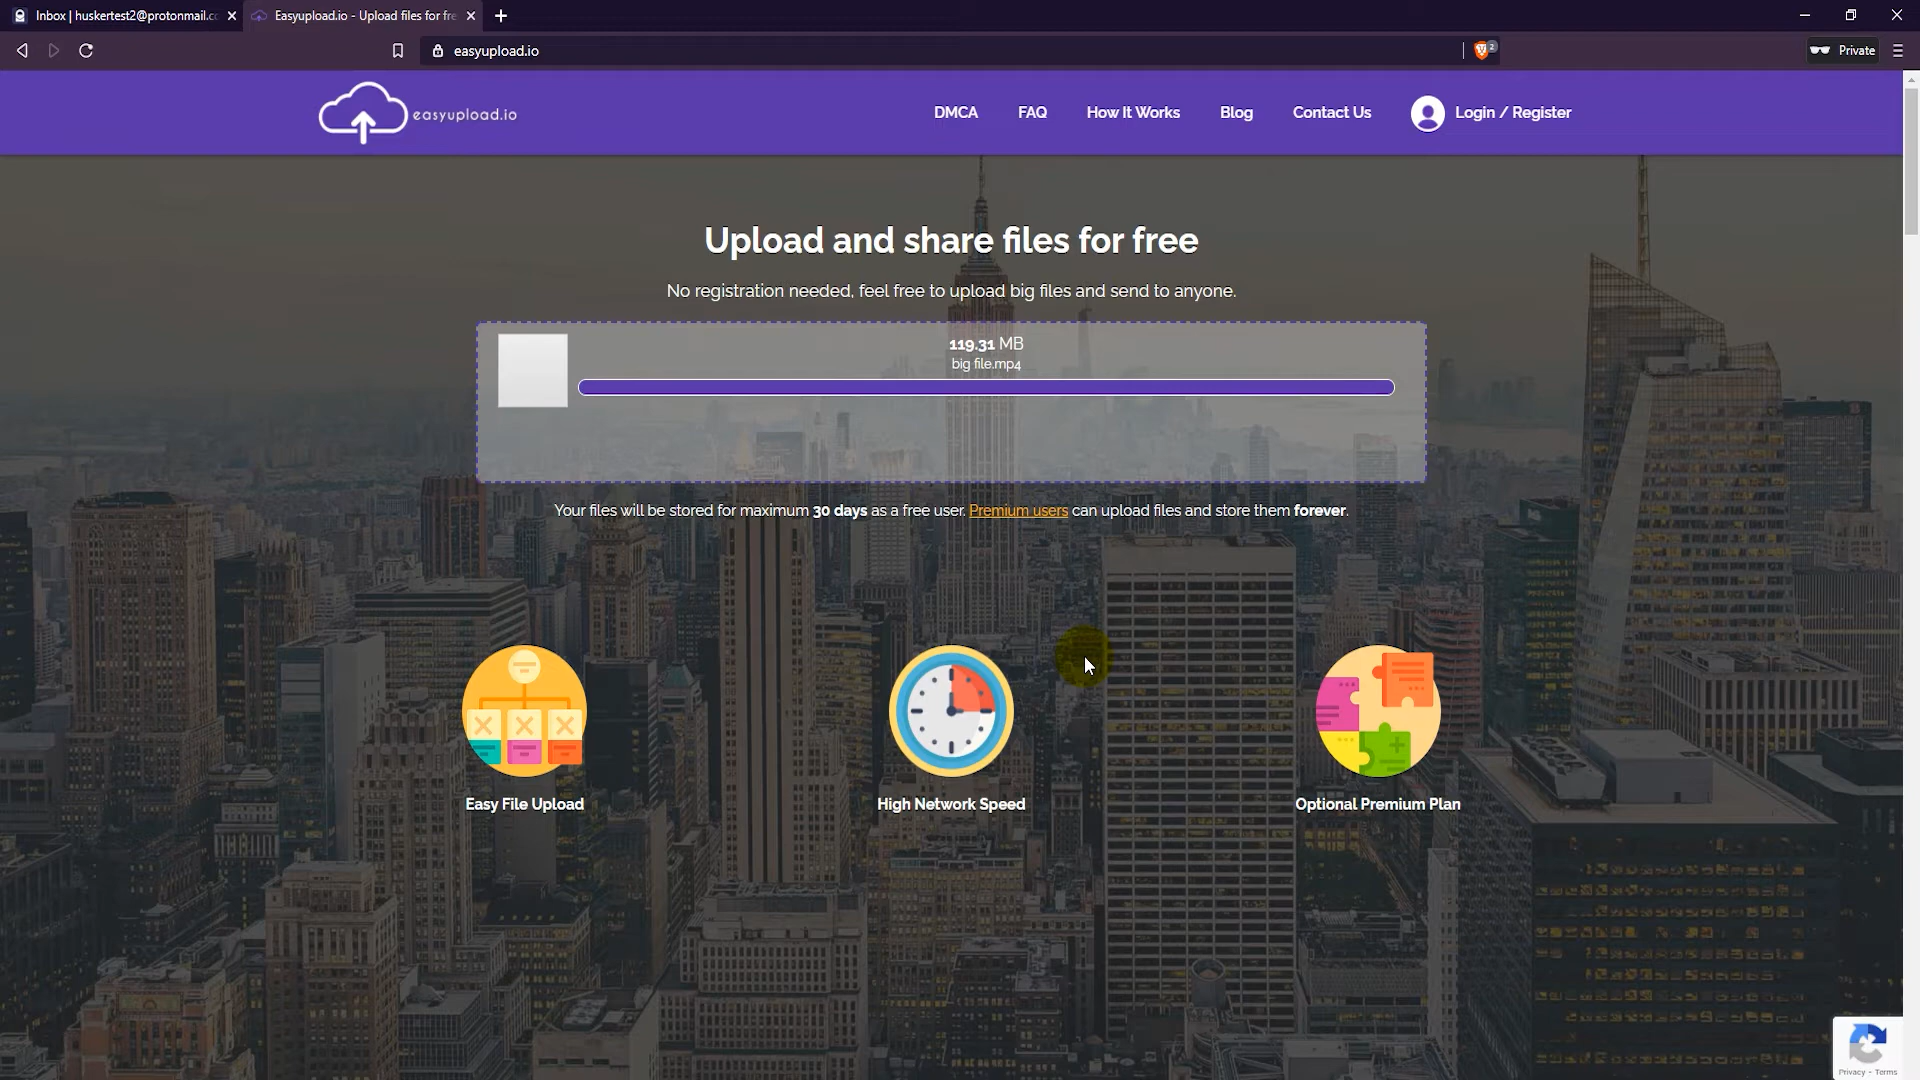 Inbox | huskertest2@protonmail.c
Easyupload.io - Upload files for fre
easyupload.io
2
Private
easyupload.io
DMCA
FAQ
How It Works
Blog
Contact Us
Login / Register
Upload and share files for free
No registration needed, feel free to upload big files and send to anyone.
119.31 MB
big file.mp4
Your files will be stored for maximum 30 days as a free user. Premium users can upload files and store them forever.
Easy File Upload
High Network Speed
Optional Premium Plan
Privacy - Terms